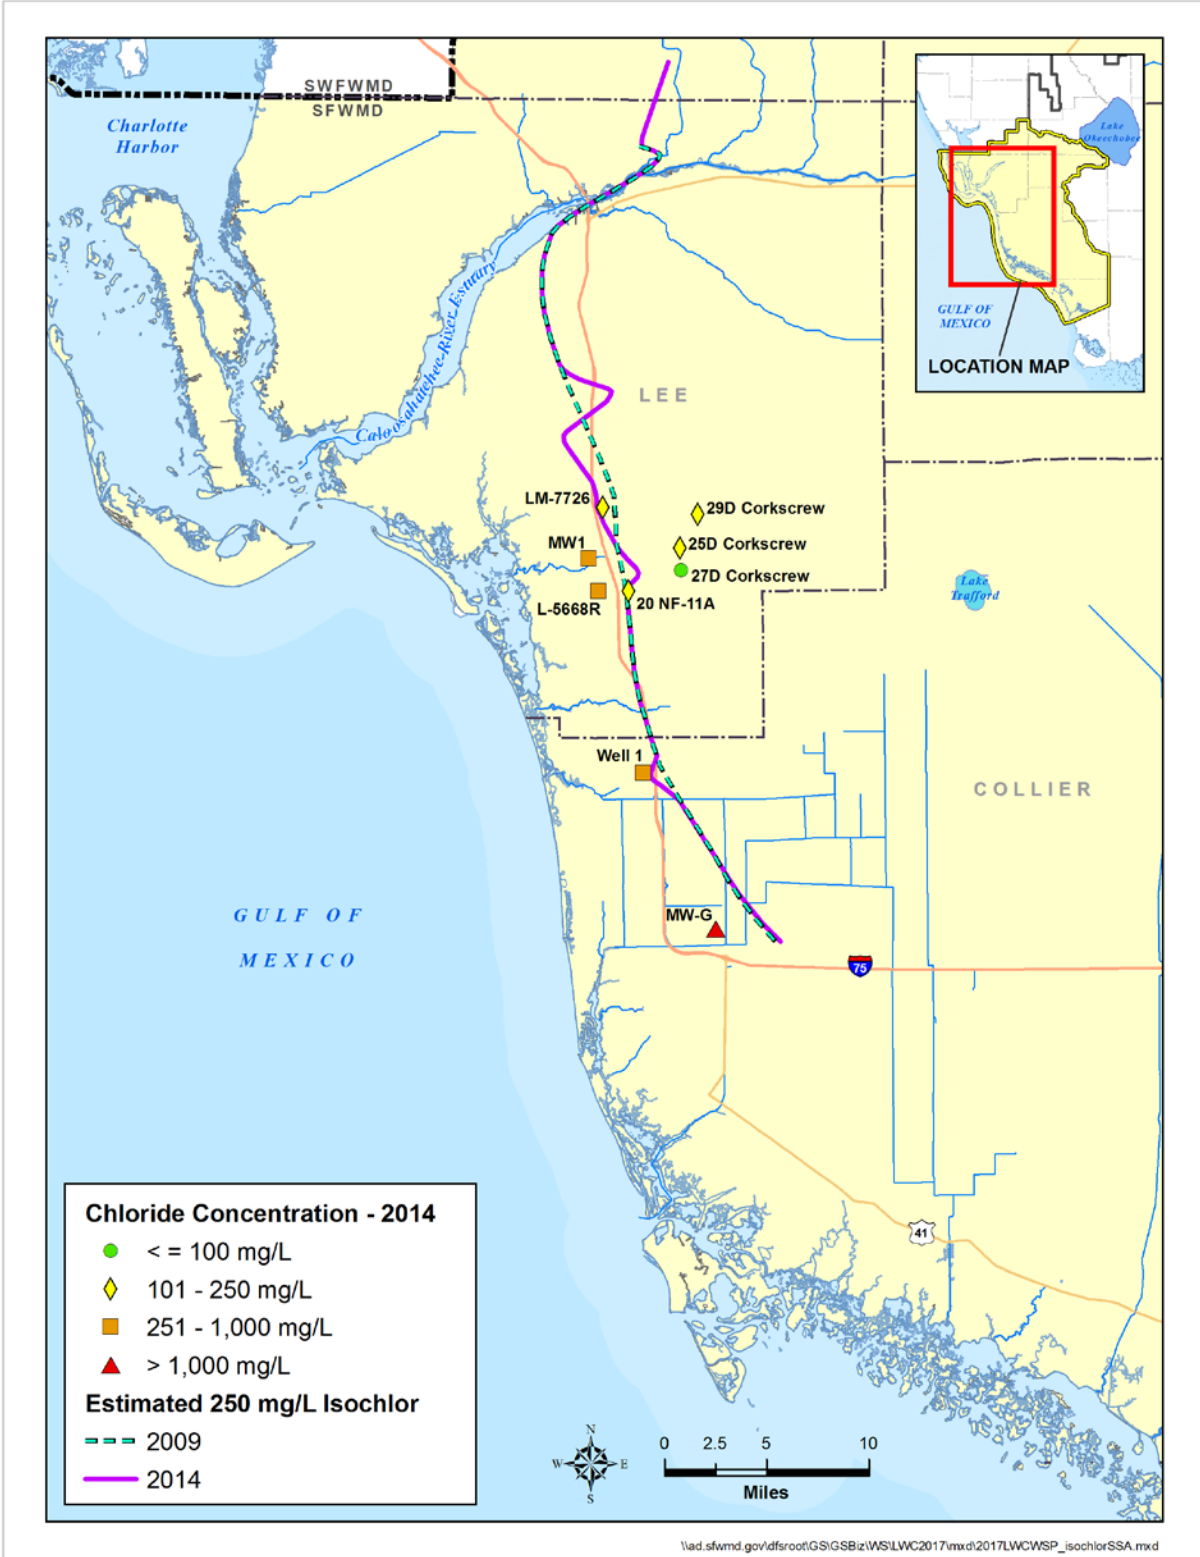 SWFWMD
SFWMD
Charlotte
Harbor
Lake
Okeechobee
GULF OF
MEXICO
LOCATION MAP
Caloosahatchee River Estuary
LEE
LM-7726
29D Corkscrew
MW1
25D Corkscrew
27D Corkscrew
L-5668R
20 NF-11A
Lake
Trafford
Well 1
COLLIER
MW-G
GULF OF
MEXICO
75
41
Chloride Concentration - 2014
< = 100 mg/L
101 - 250 mg/L
251 - 1,000 mg/L
> 1,000 mg/L
Estimated 250 mg/L Isochlor
2009
2014
N
W E
S
0 2.5 5 10
Miles
\\ad.sfwmd.gov\dfsroot\GS\GSBiz\WS\LWC2017\mxd\2017LWCWSP_isochlorSSA.mxd